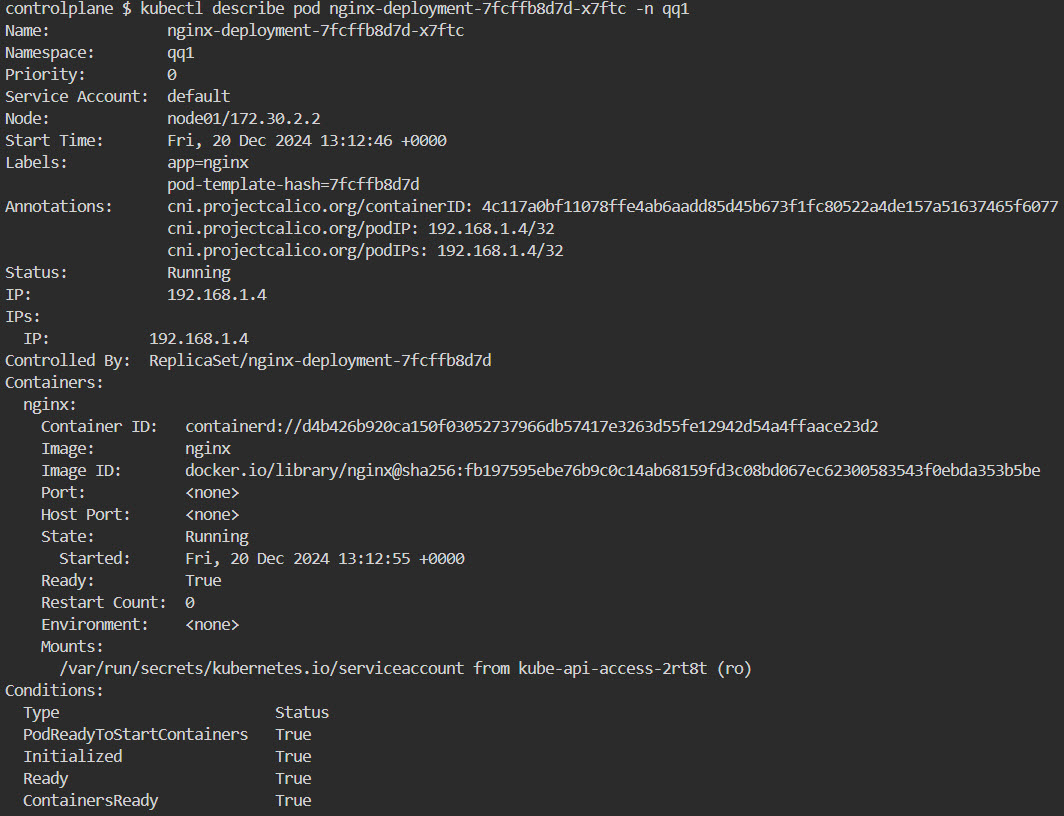 controlplane $ kubectl describe pod nginx-deployment-7fcffb8d7d-x7ftc -n qq1
Name:             nginx-deployment-7fcffb8d7d-x7ftc
Namespace:        qq1
Priority:         0
Service Account:  default
Node:             node01/172.30.2.2
Start Time:       Fri, 20 Dec 2024 13:12:46 +0000
Labels:           app=nginx
                  pod-template-hash=7fcffb8d7d
Annotations:      cni.projectcalico.org/containerID: 4c117a0bf11078ffe4ab6aadd85d45b673f1fc80522a4de157a51637465f6077
                  cni.projectcalico.org/podIP: 192.168.1.4/32
                  cni.projectcalico.org/podIPs: 192.168.1.4/32
Status:           Running
IP:               192.168.1.4
IPs:
  IP:           192.168.1.4
Controlled By:  ReplicaSet/nginx-deployment-7fcffb8d7d
Containers:
  nginx:
    Container ID:   containerd://d4b426b920ca150f03052737966db57417e3263d55fe12942d54a4ffaace23d2
    Image:          nginx
    Image ID:       docker.io/library/nginx@sha256:fb197595ebe76b9c0c14ab68159fd3c08bd067ec62300583543f0ebda353b5be
    Port:           <none>
    Host Port:      <none>
    State:          Running
      Started:      Fri, 20 Dec 2024 13:12:55 +0000
    Ready:          True
    Restart Count:  0
    Environment:    <none>
    Mounts:
      /var/run/secrets/kubernetes.io/serviceaccount from kube-api-access-2rt8t (ro)
Conditions:
  Type                        Status
  PodReadyToStartContainers   True
  Initialized                 True
  Ready                       True
  ContainersReady             True